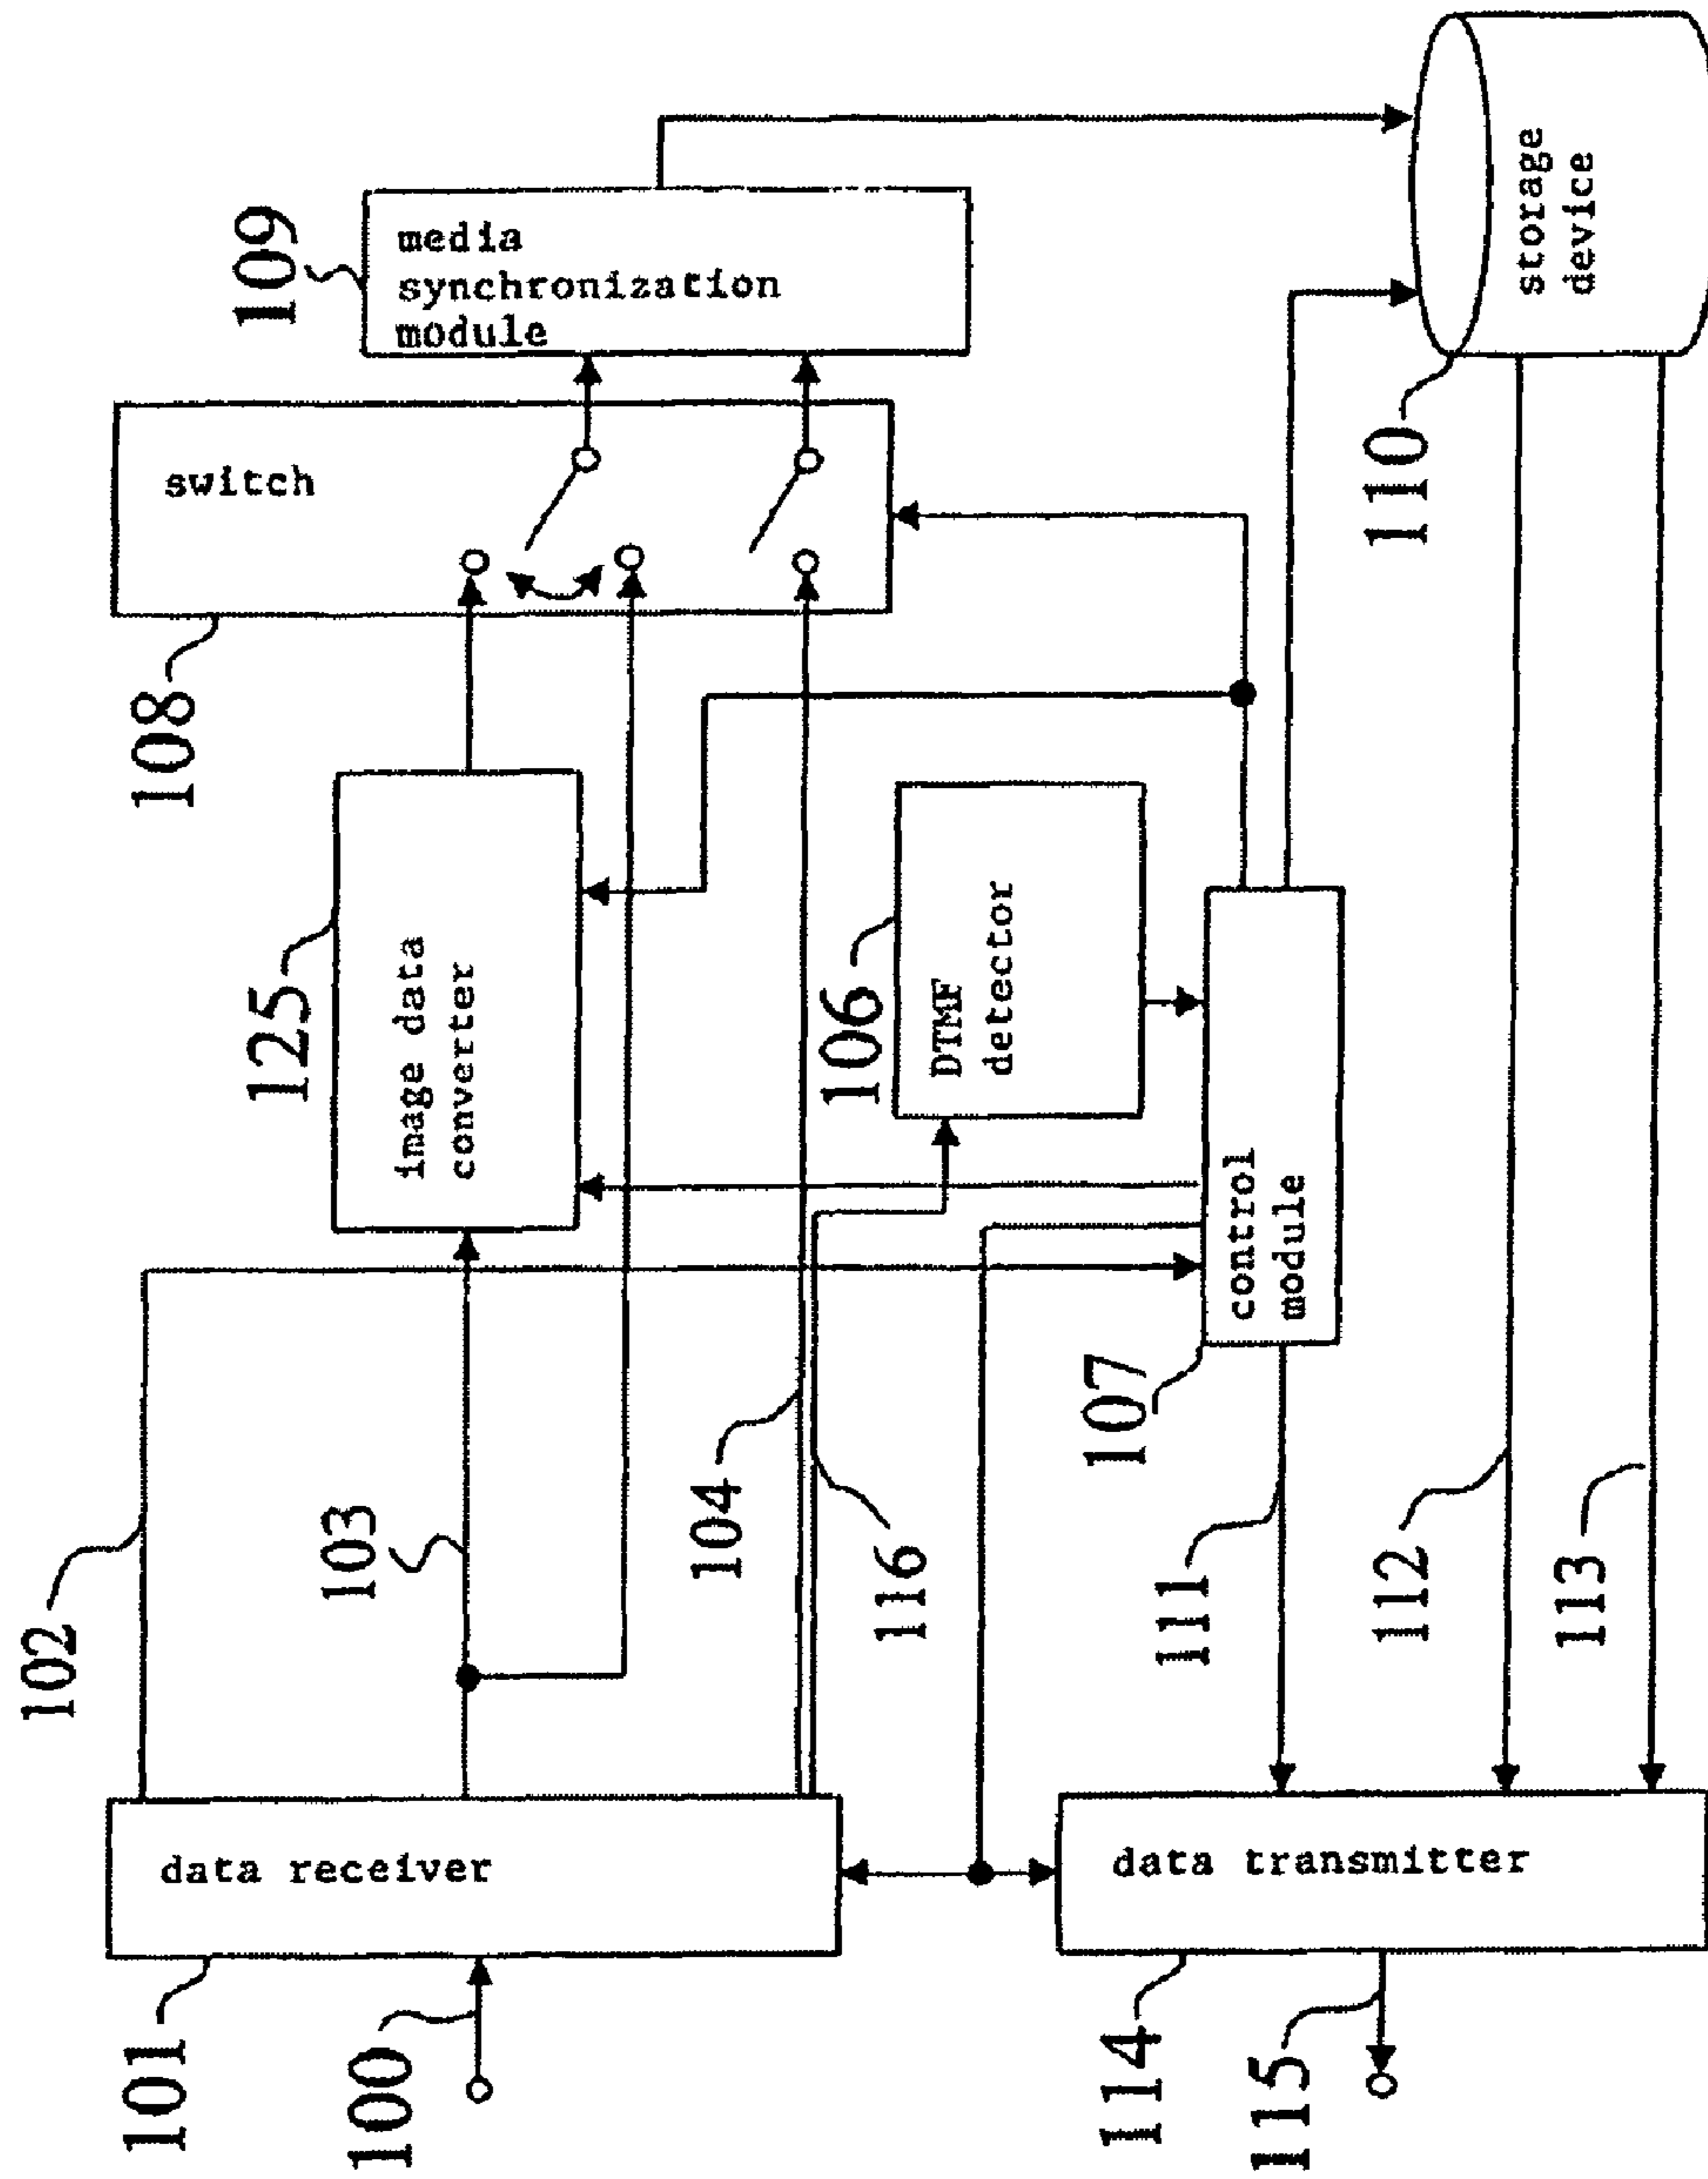 101
data receiver
100
102
103
104
116
125
image data
converter
108
switch
109
media
synchronization
module
106
DTMF
detector
107
control
module
110
storage
device
111
112
113
114
data transmitter
115